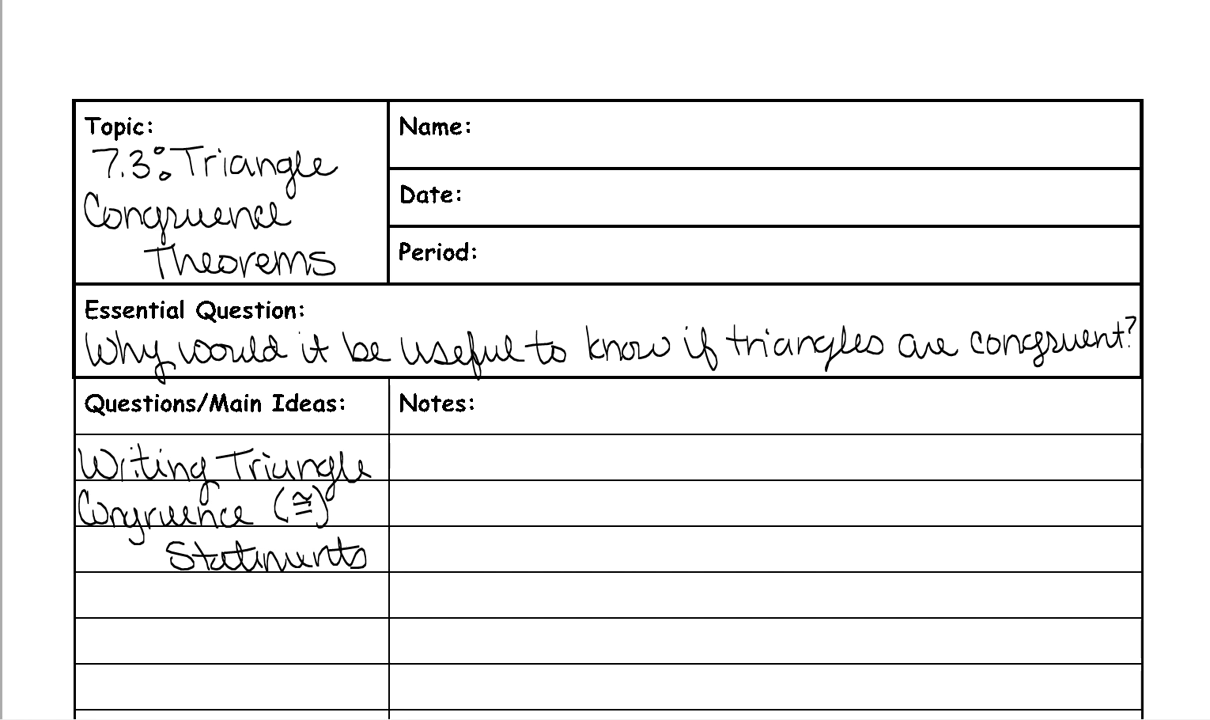 Topic:
7.3: Triangle
Congruence
Theorems
Name:
Date:
Period:
Essential Question:
Why would it be useful to know if triangles are congruent?
Questions/Main Ideas:
Notes:
Writing Triangle
Congruence (≅)
Statements